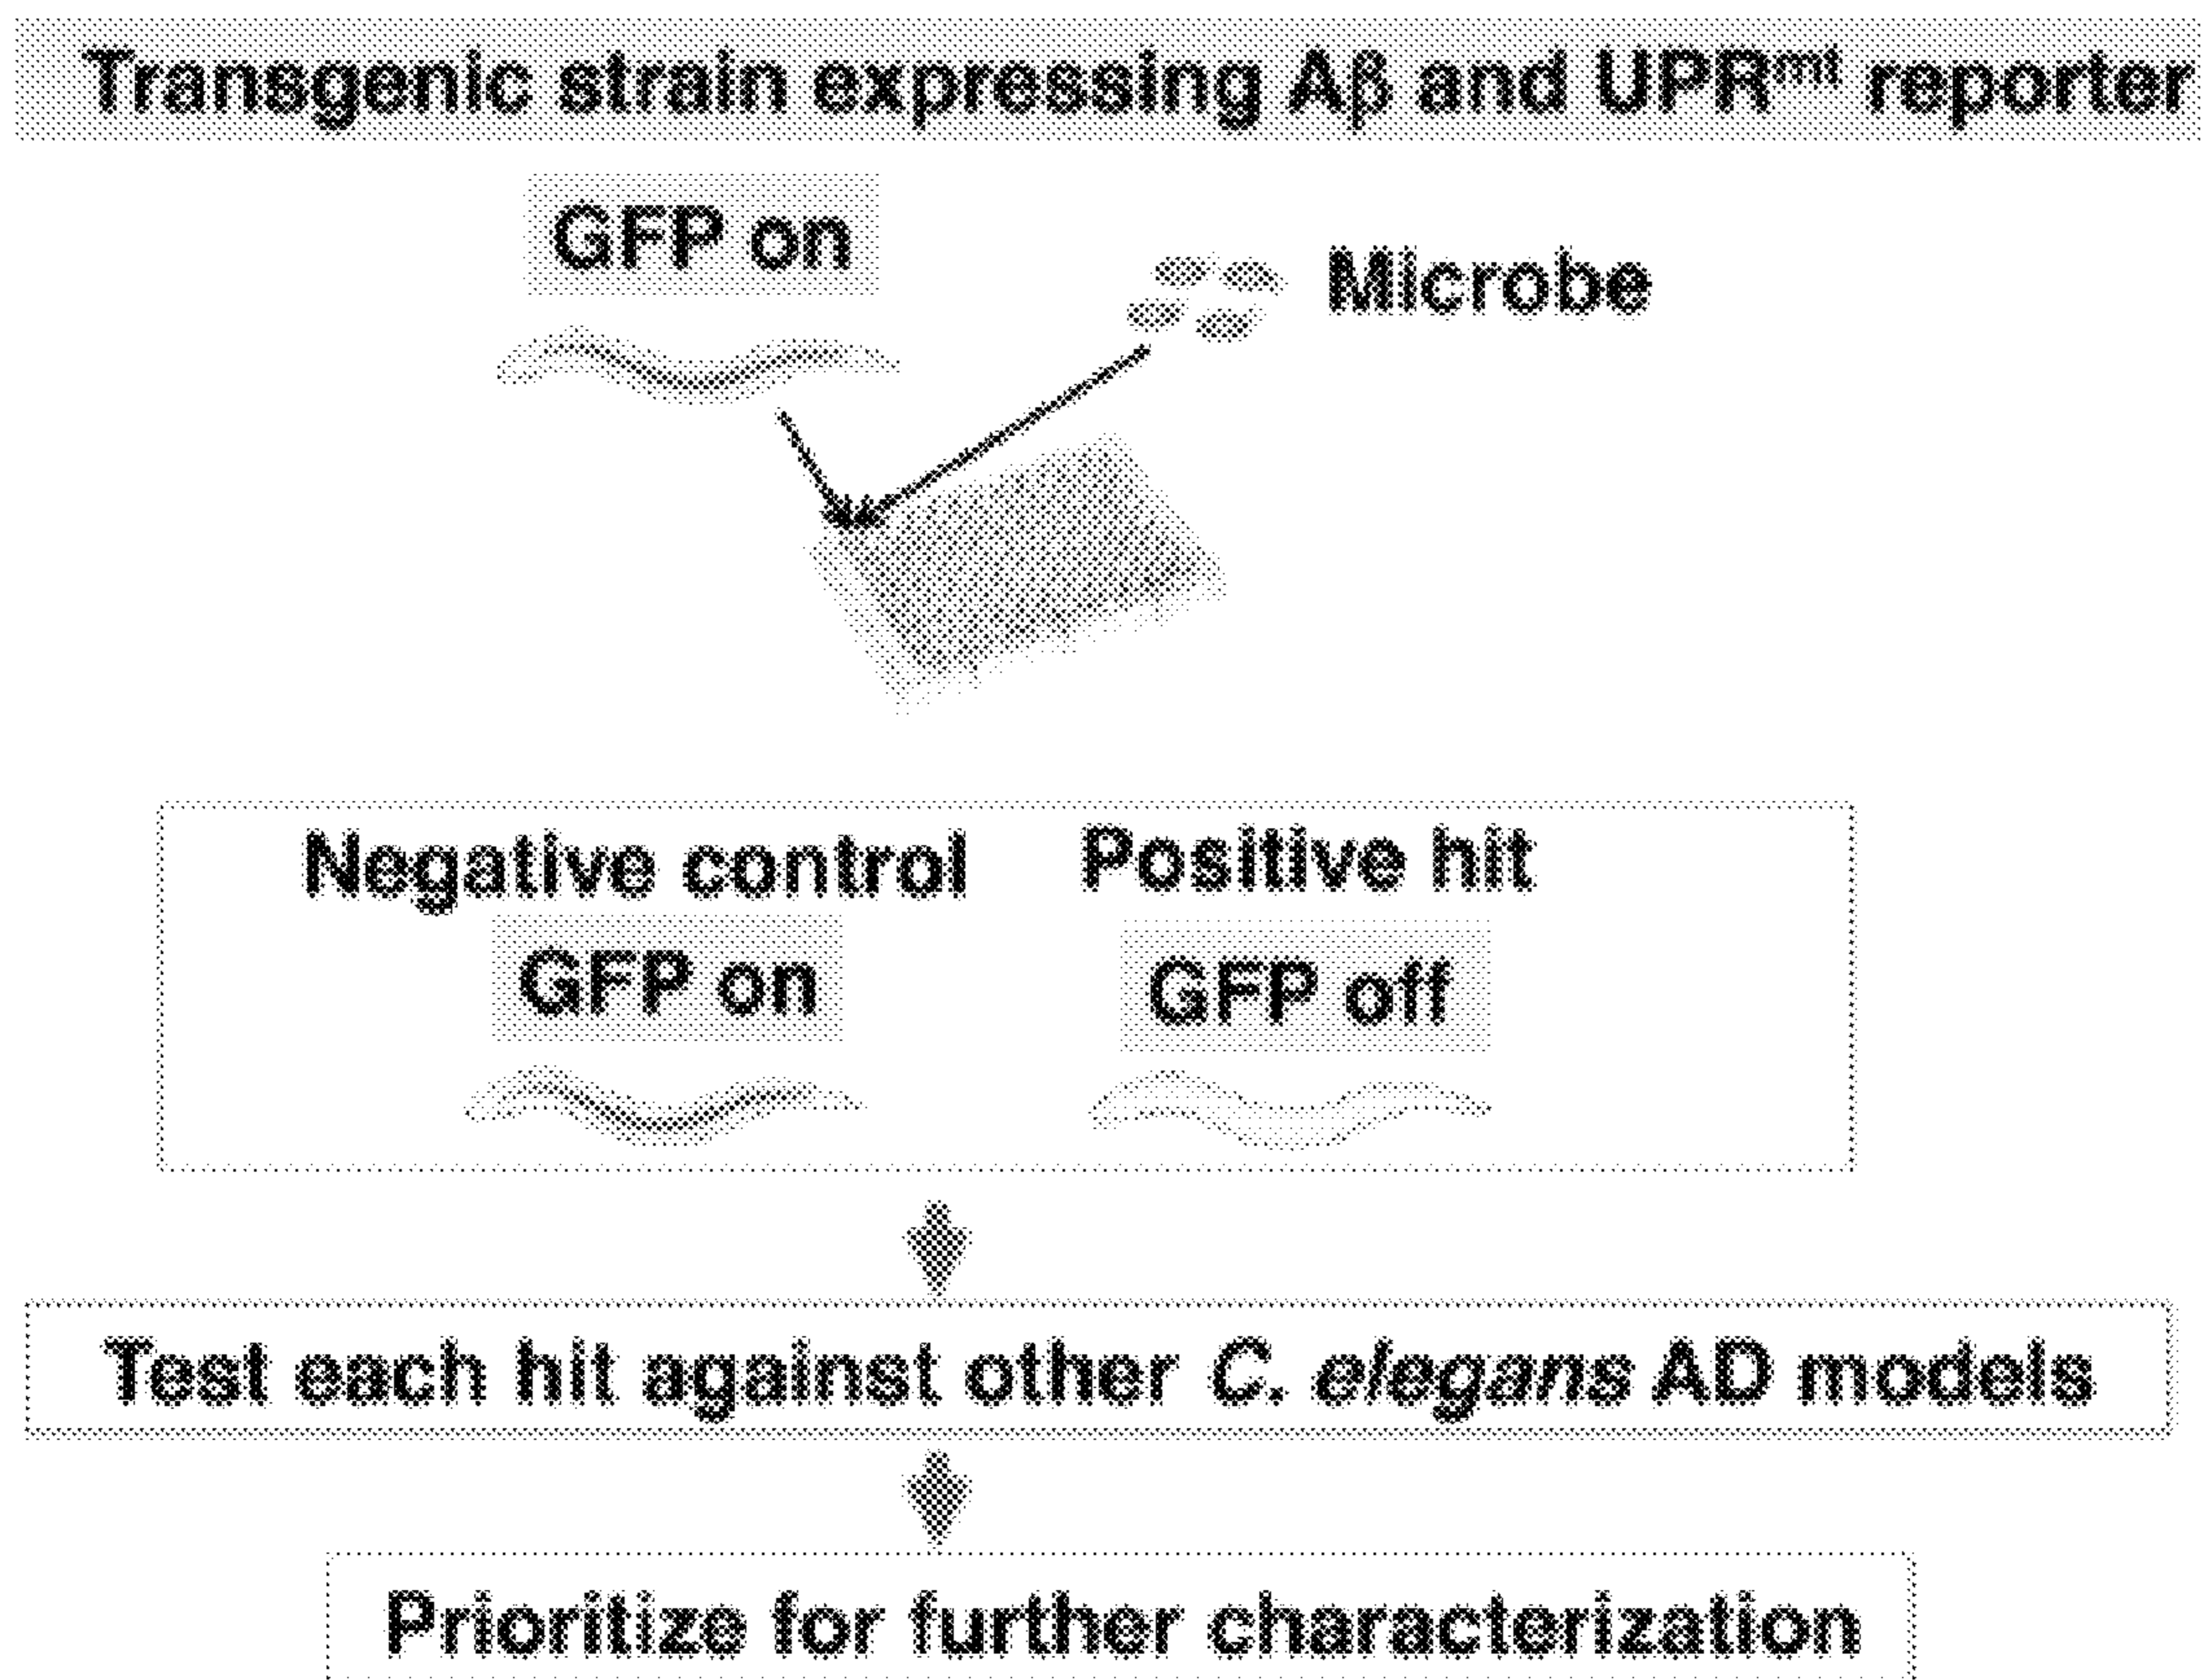 Transgenic strain expressing Aβ and UPRᵐᵗ reporter
GFP on
Microbe
Negative control
Positive hit
GFP on
GFP off
Test each hit against other C. elegans AD models
Prioritize for further characterization